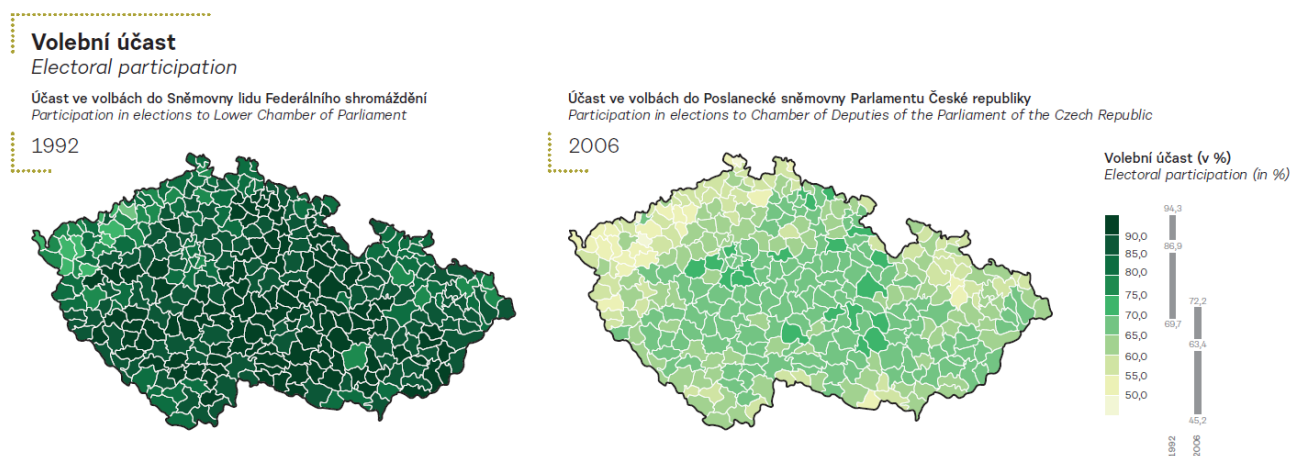 Volební účast
Electoral participation
Účast ve volbách do Sněmovny lidu Federálního shromáždění
Participation in elections to Lower Chamber of Parliament
1992
Účast ve volbách do Poslanecké sněmovny Parlamentu České republiky
Participation in elections to Chamber of Deputies of the Parliament of the Czech Republic
2006
Volební účast (v %)
Electoral participation (in %)
90,0
85,0
80,0
75,0
70,0
65,0
60,0
55,0
50,0
94,3
86,9
69,7
72,2
63,4
45,2
1992
2006